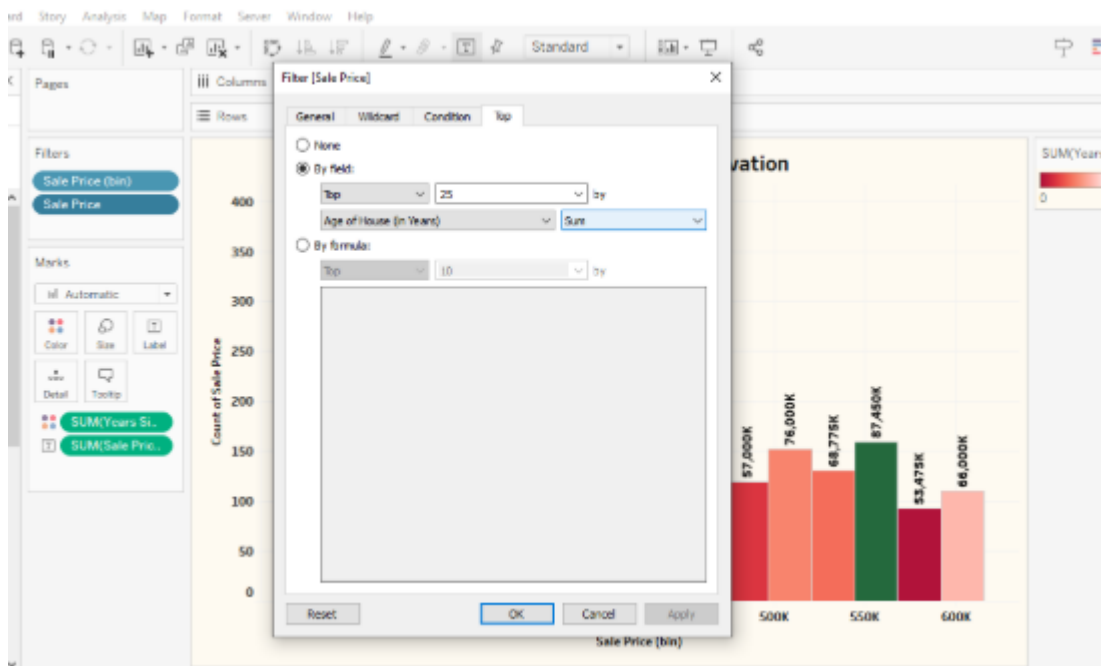 Story Analysis Map Format Server Window Help
Standard
Pages
Columns
Rows
Filters
Sale Price (bin)
Sale Price
Marks
Automatic
Color Size Label
Detail Tooltip
SUM(Years Si..
SUM(Sale Pric..
Filter [Sale Price]
General Wildcard Condition Top
None
By field:
Top 25 by
Age of House (in Years) Sum
By formula:
Top 10 by
Reset OK Cancel Apply
vation
SUM(Year
0
Count of Sale Price
400
350
300
250
200
150
100
50
0
57,000K
76,000K
68,775K
87,450K
53,475K
66,000K
500K 550K 600K
Sale Price (bin)